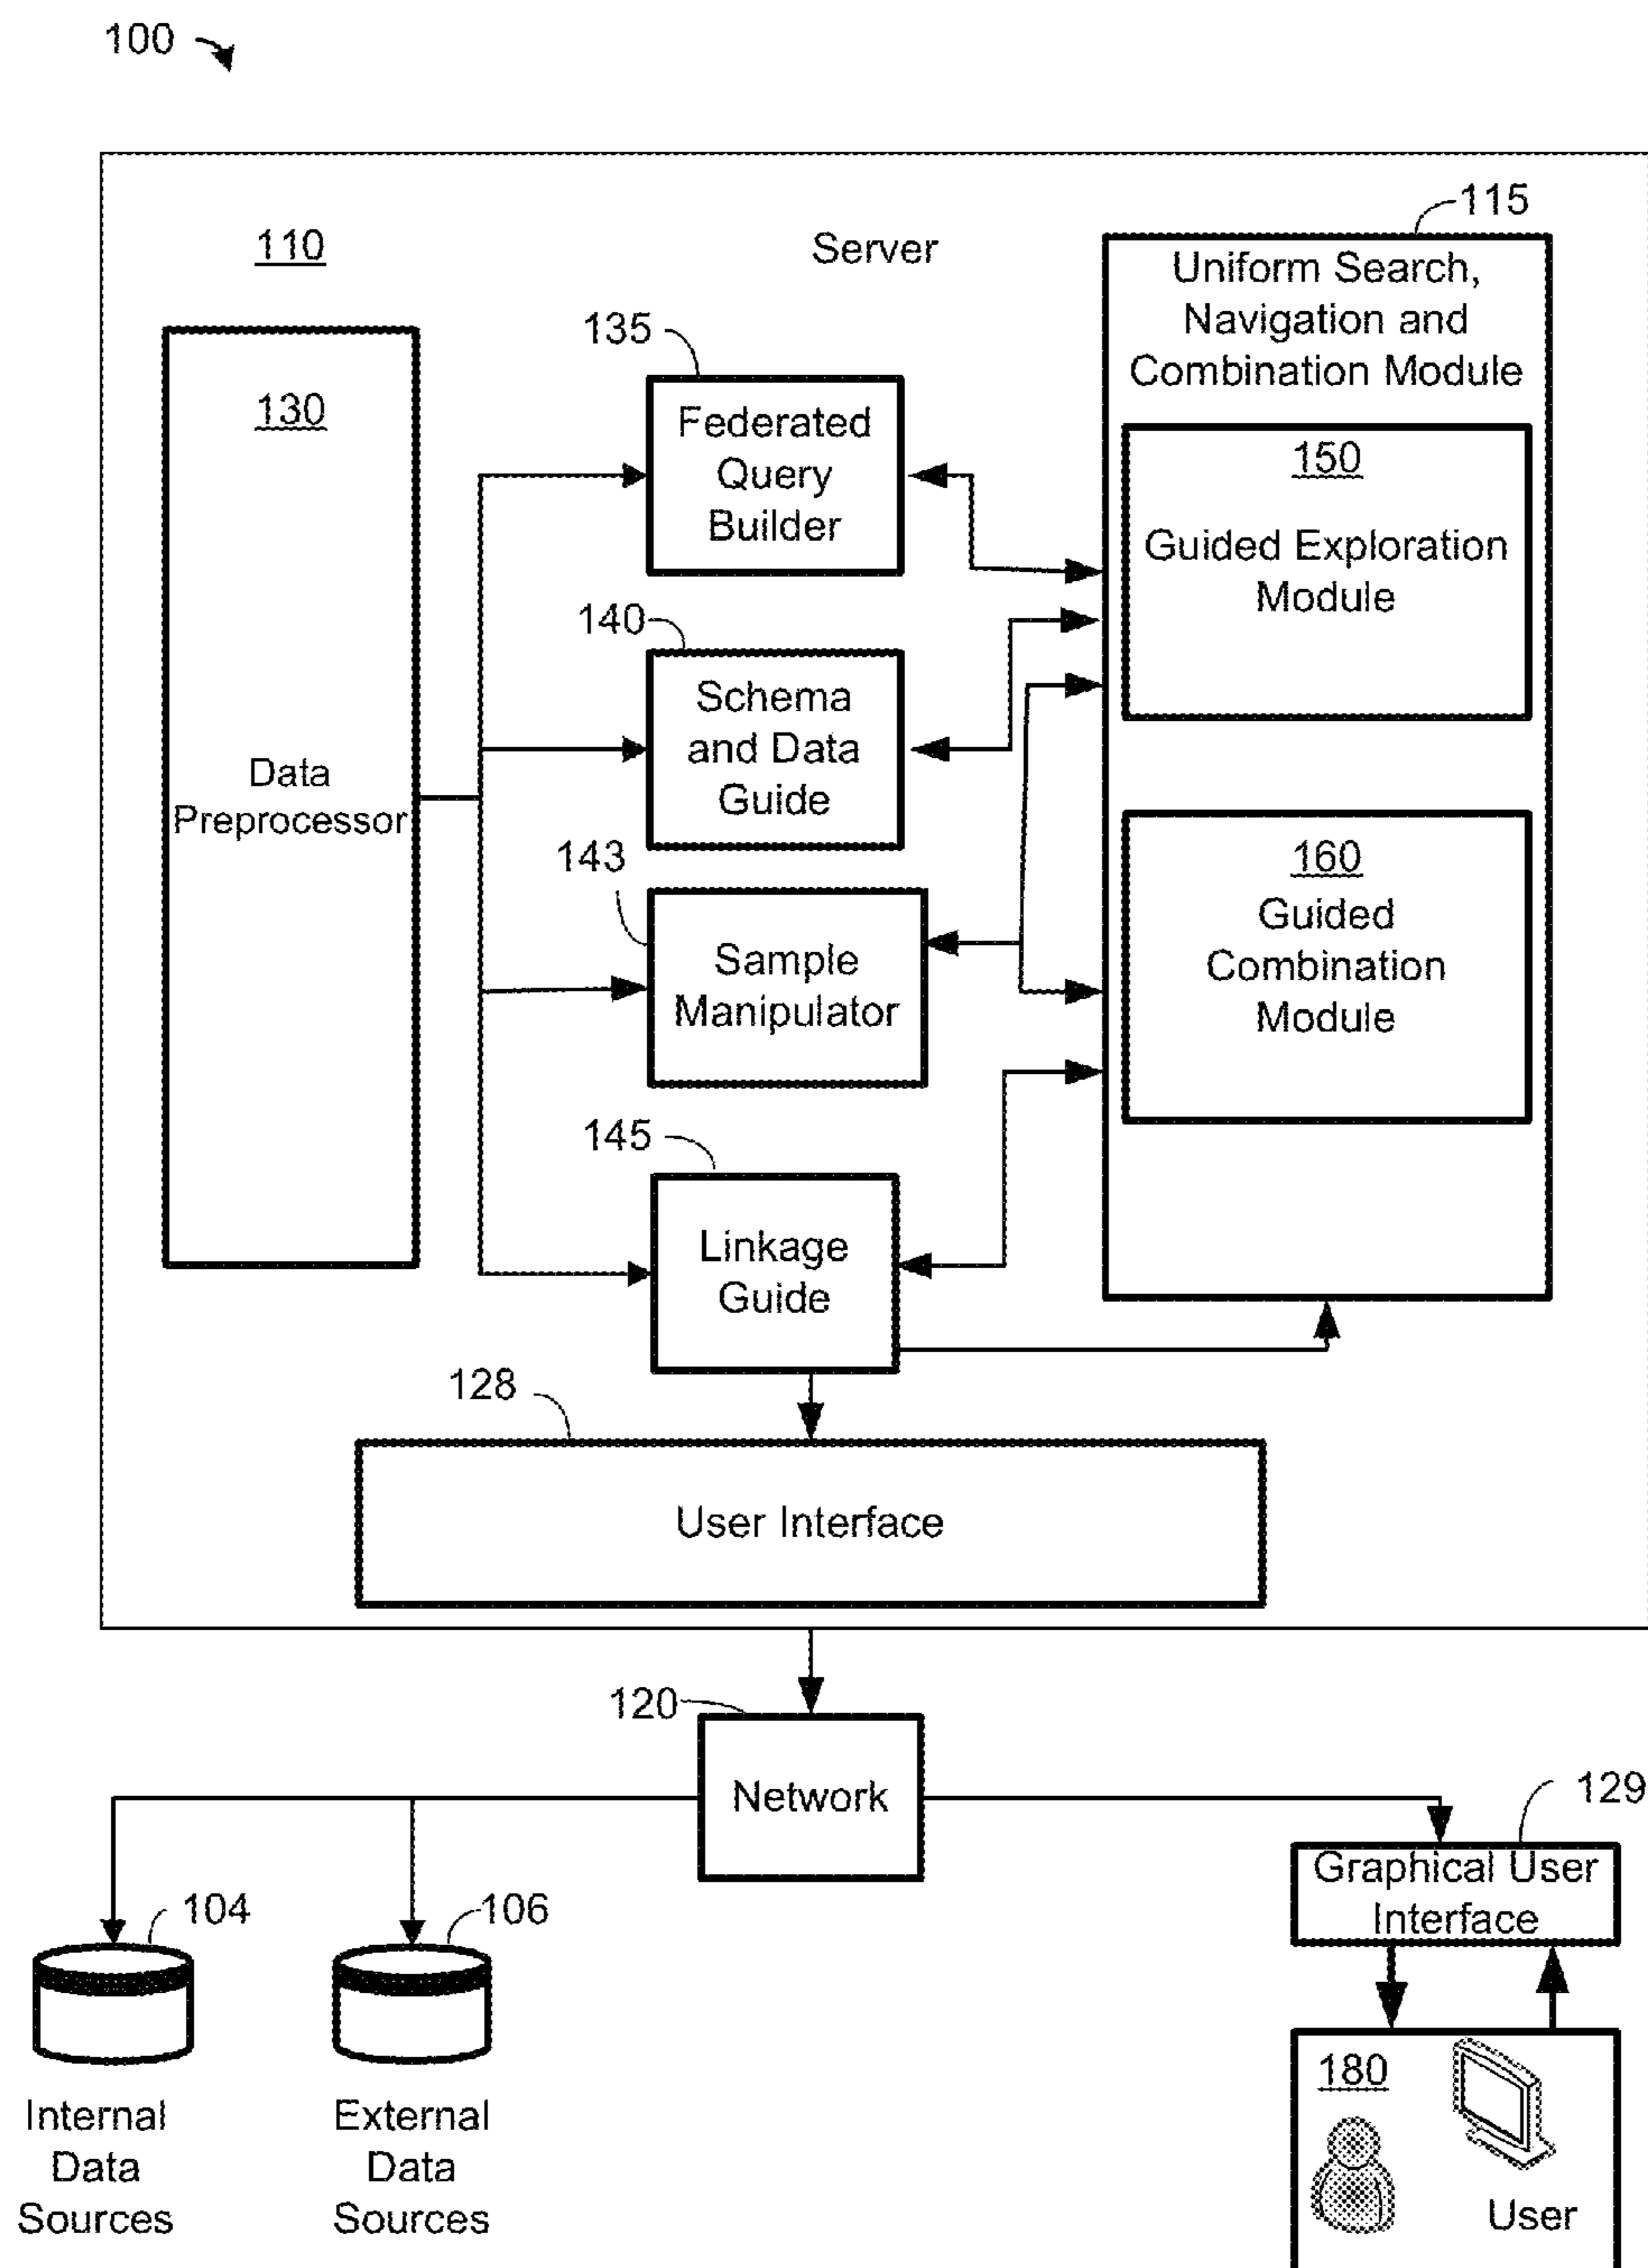 100
110
Server
115
Uniform Search,
Navigation and
Combination Module
130
Data
Preprocessor
135
Federated
Query
Builder
150
Guided Exploration
Module
140
Schema
and Data
Guide
143
Sample
Manipulator
160
Guided
Combination
Module
145
Linkage
Guide
128
User Interface
120
Network
129
Graphical User
Interface
104
106
Internal
Data
Sources
External
Data
Sources
180
User